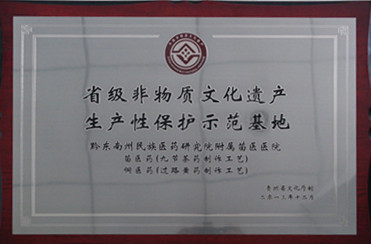 省级非物质文化遗产
生产性保护示范基地
黔东南州民族医药研究院附属苗医医院
苗医药(九节茶药制作工艺)
侗医药(过路黄药制作工艺)
贵州省文化厅制
二〇一三年十二月